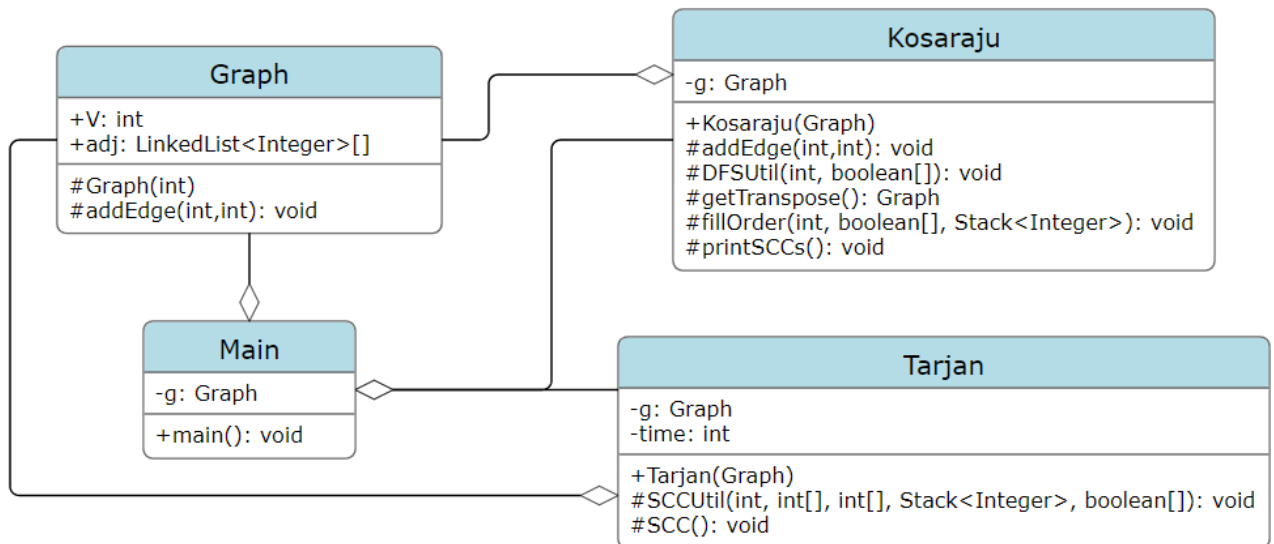 Graph
+V: int
+adj: LinkedList<Integer>[]
#Graph(int)
#addEdge(int,int): void
Kosaraju
-g: Graph
+Kosaraju(Graph)
#addEdge(int,int): void
#DFSUtil(int, boolean[]): void
#getTranspose(): Graph
#fillOrder(int, boolean[], Stack<Integer>): void
#printSCCs(): void
Main
-g: Graph
+main(): void
Tarjan
-g: Graph
-time: int
+Tarjan(Graph)
#SCCUtil(int, int[], int[], Stack<Integer>, boolean[]): void
#SCC(): void